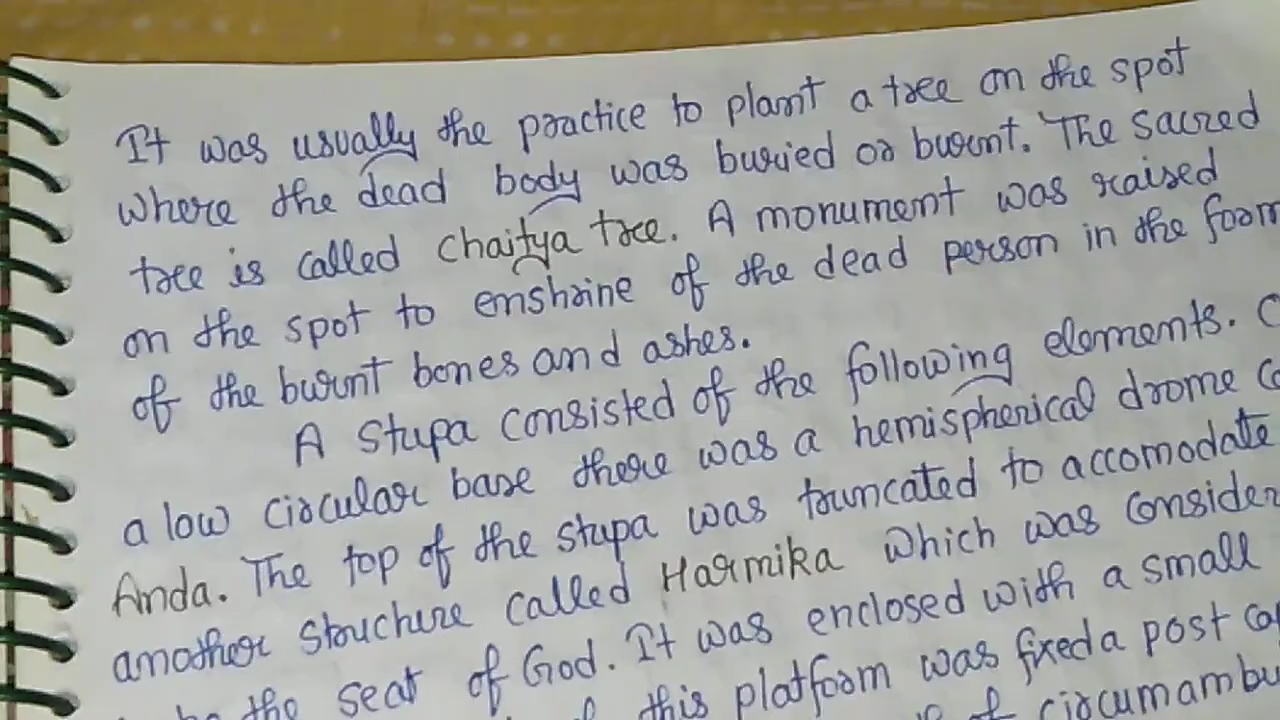 It was usually the practice to plant a tree on the spot
where the dead body was buried or burnt. The sacred
tree is called Chaitya tree. A monument was raised
on the spot to enshrine of the dead person in the form
of the burnt bones and ashes.
A stupa consisted of the following elements.
a low circular base there was a hemispherical drome
Anda. The top of the stupa was truncated to accomodate
another structure called Harmika which was consider
the seat of God. It was enclosed with a small
this platform was fixed a post
of circumambu